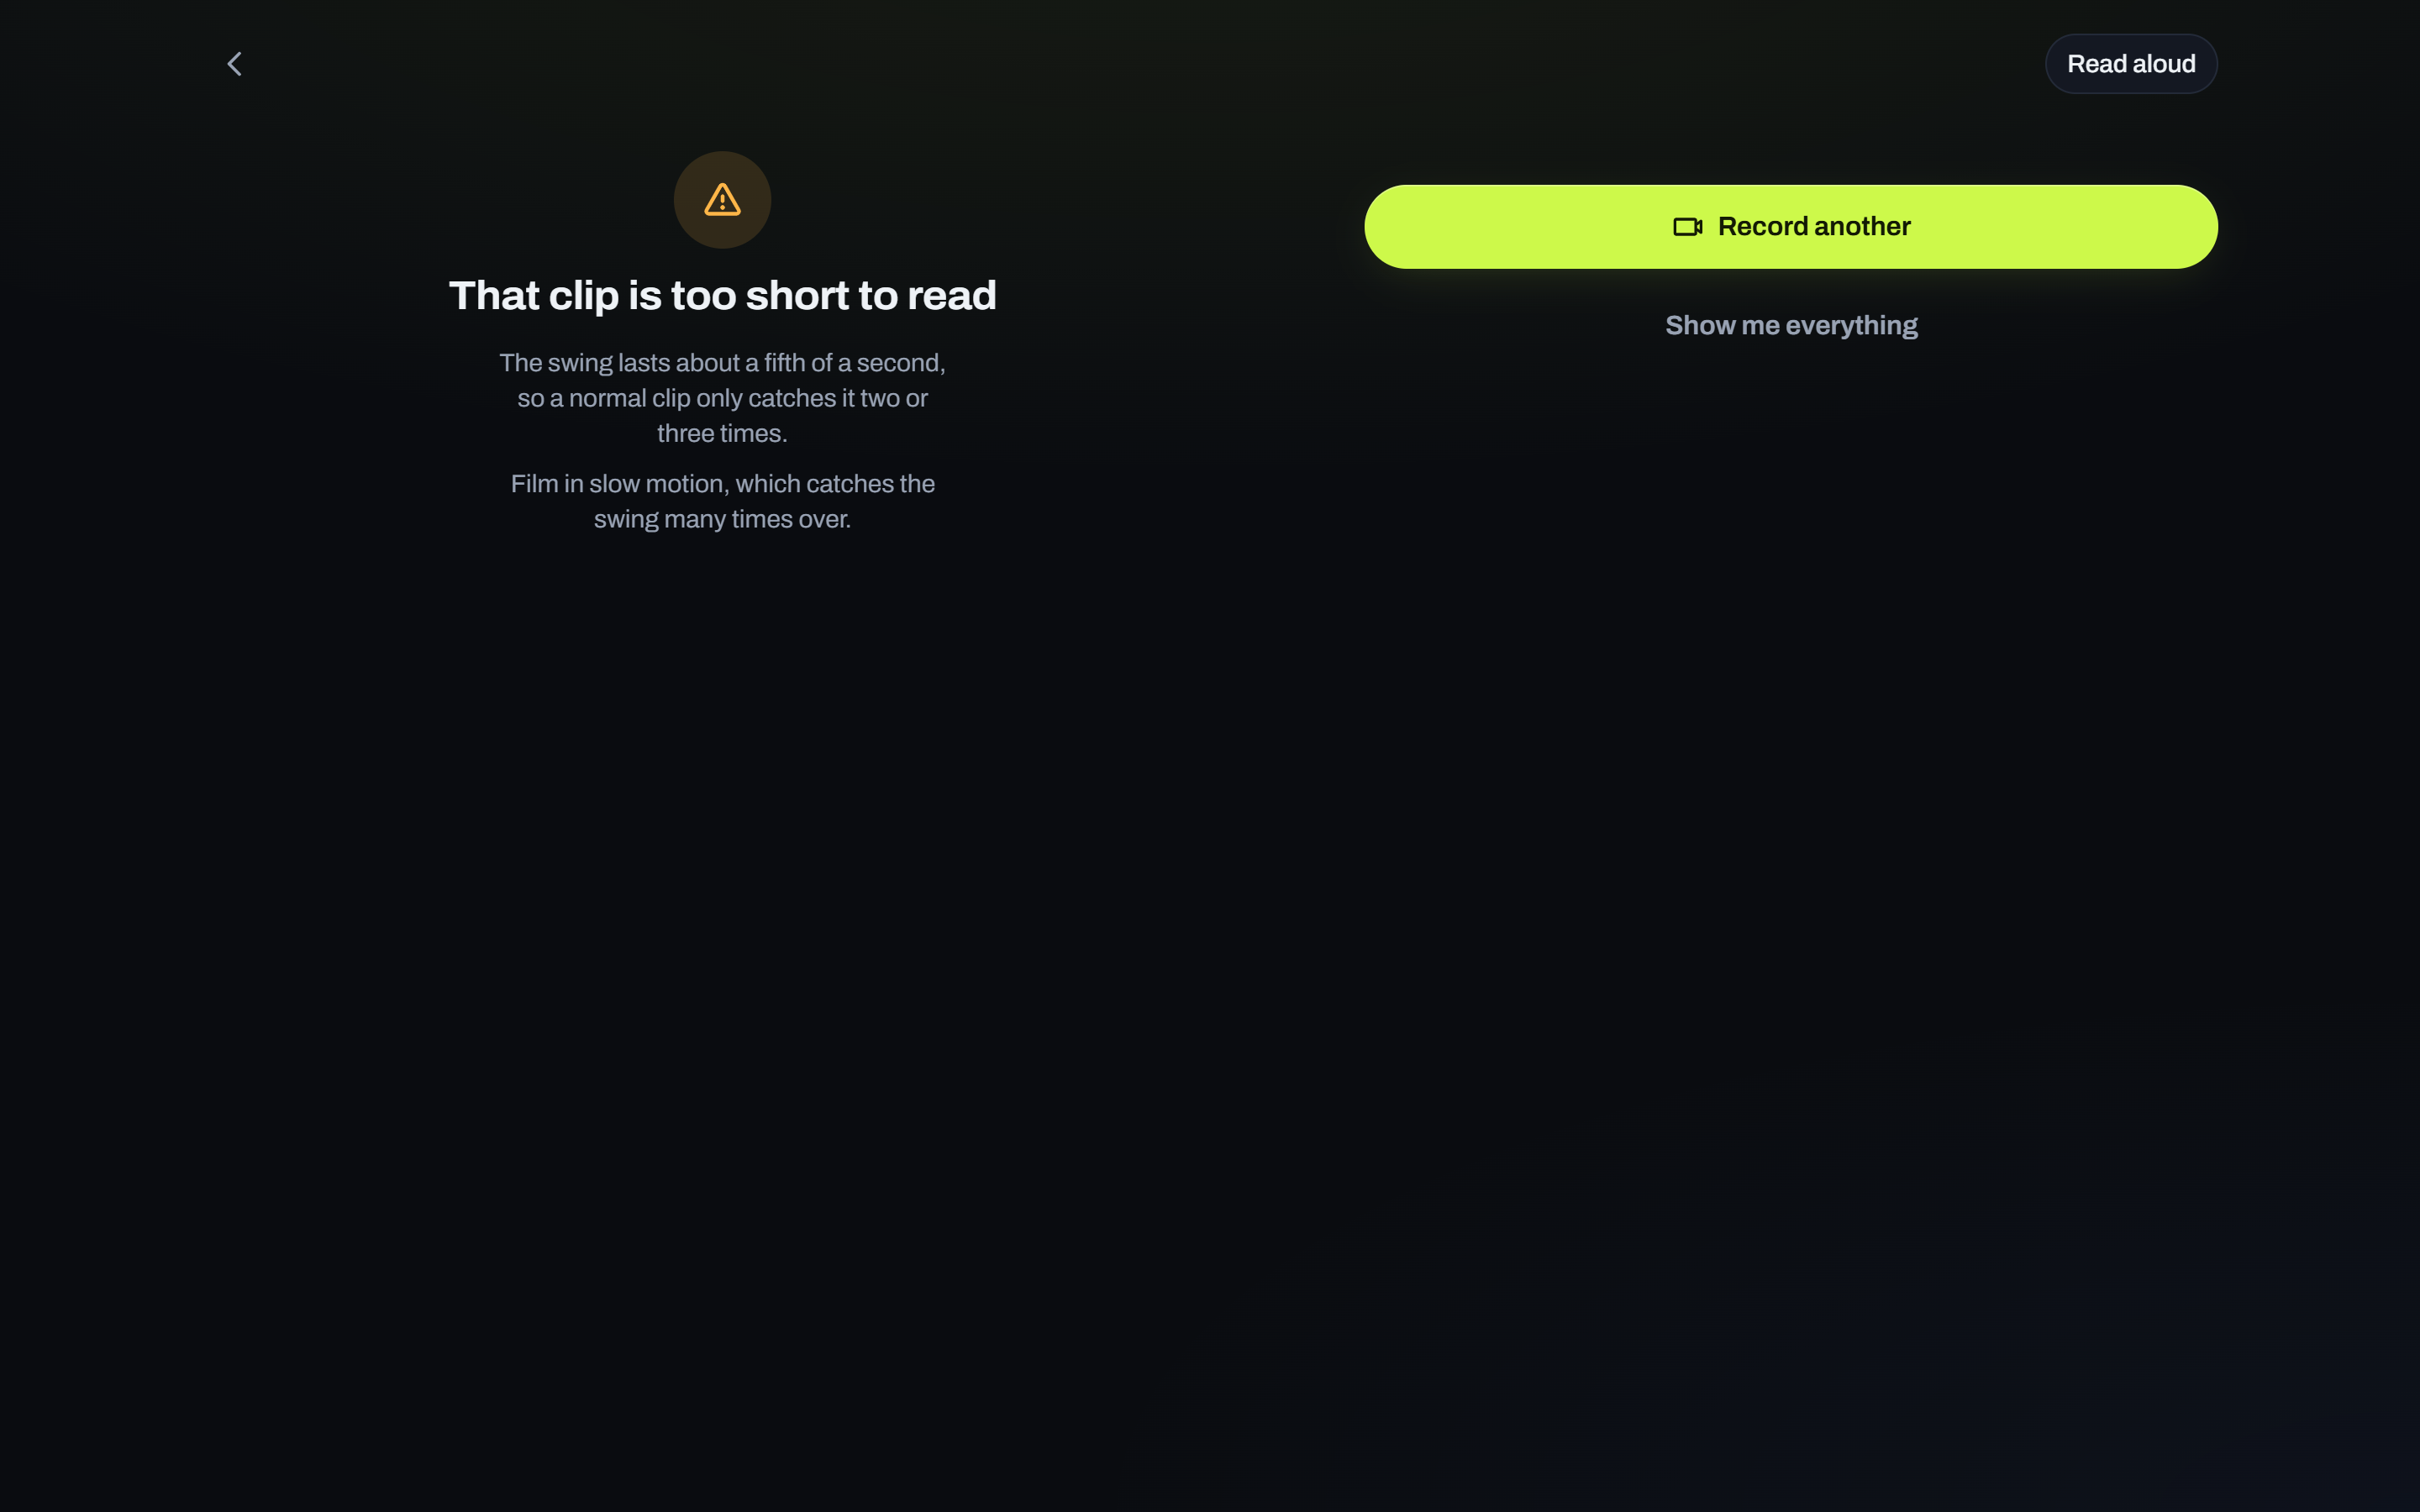 Read aloud
That clip is too short to read
The swing lasts about a fifth of a second,
so a normal clip only catches it two or
three times.
Film in slow motion, which catches the
swing many times over.
Record another
Show me everything